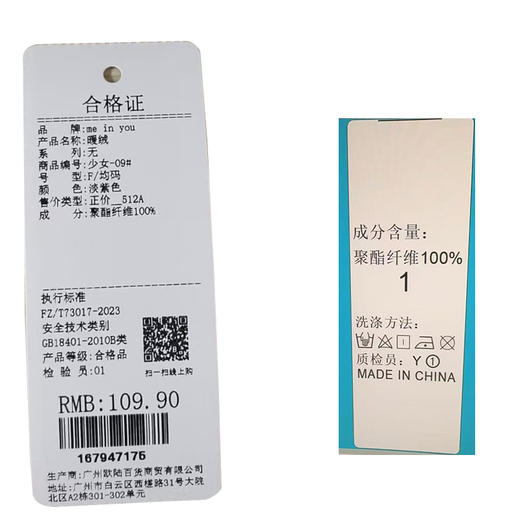 合格证
品    牌:me in you
产品名称:暖绒
系    列:无
商品编号:少女-09#
号    型:F/均码
颜    色:淡紫色
售价类型:正价__512A
成    分:聚酯纤维100%
执行标准
FZ/T73017-2023
安全技术类别
GB18401-2010B类
产品等级:合格品
检 验 员:01
扫一扫线上购
RMB:109.90
167947175
生产商:广州欧陆百货商贸有限公司
地址:广州市白云区西槎路31号大院
北区A2栋301-302单元
成分含量:
聚酯纤维100%
1
洗涤方法:
质检员: Y①
MADE IN CHINA